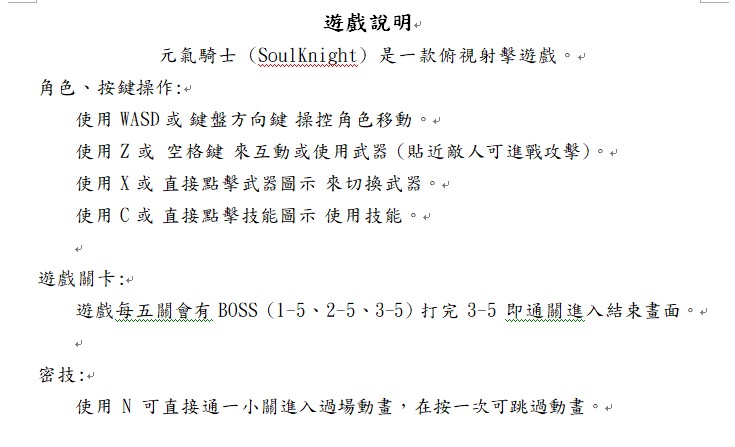 遊戲說明
元氣騎士 (SoulKnight) 是一款俯視射擊遊戲。
角色、按鍵操作:
使用 WASD 或 鍵盤方向鍵 操控角色移動。
使用 Z 或 空格鍵 來互動或使用武器 (貼近敵人可進戰攻擊)。
使用 X 或 直接點擊武器圖示 來切換武器。
使用 C 或 直接點擊技能圖示 使用技能。
遊戲關卡:
遊戲每五關會有 BOSS (1-5、2-5、3-5) 打完 3-5 即通關進入結束畫面。
密技:
使用 N 可直接通一小關進入過場動畫，在按一次可跳過動畫。